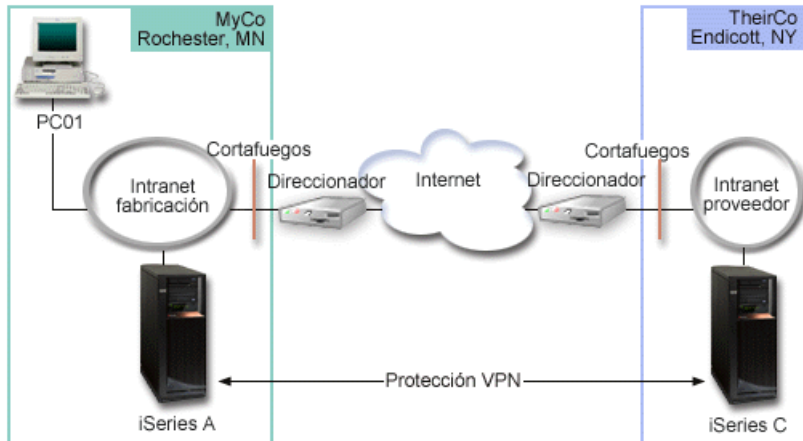 MyCo
Rochester, MN
TheirCo
Endicott, NY
PC01
Cortafuegos
Cortafuegos
Direccionador
Internet
Direccionador
Intranet
fabricación
Intranet
proveedor
Protección VPN
iSeries A
iSeries C